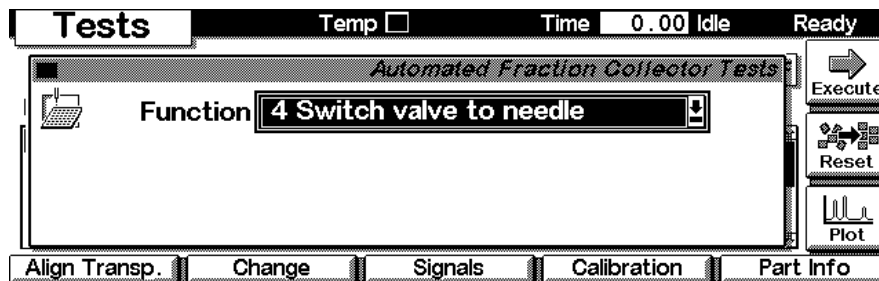 Tests Temp Time 0.00 Idle Ready
Automated Fraction Collector Tests
Execute
Function 4 Switch valve to needle
Reset
Plot
Align Transp. Change Signals Calibration Part Info